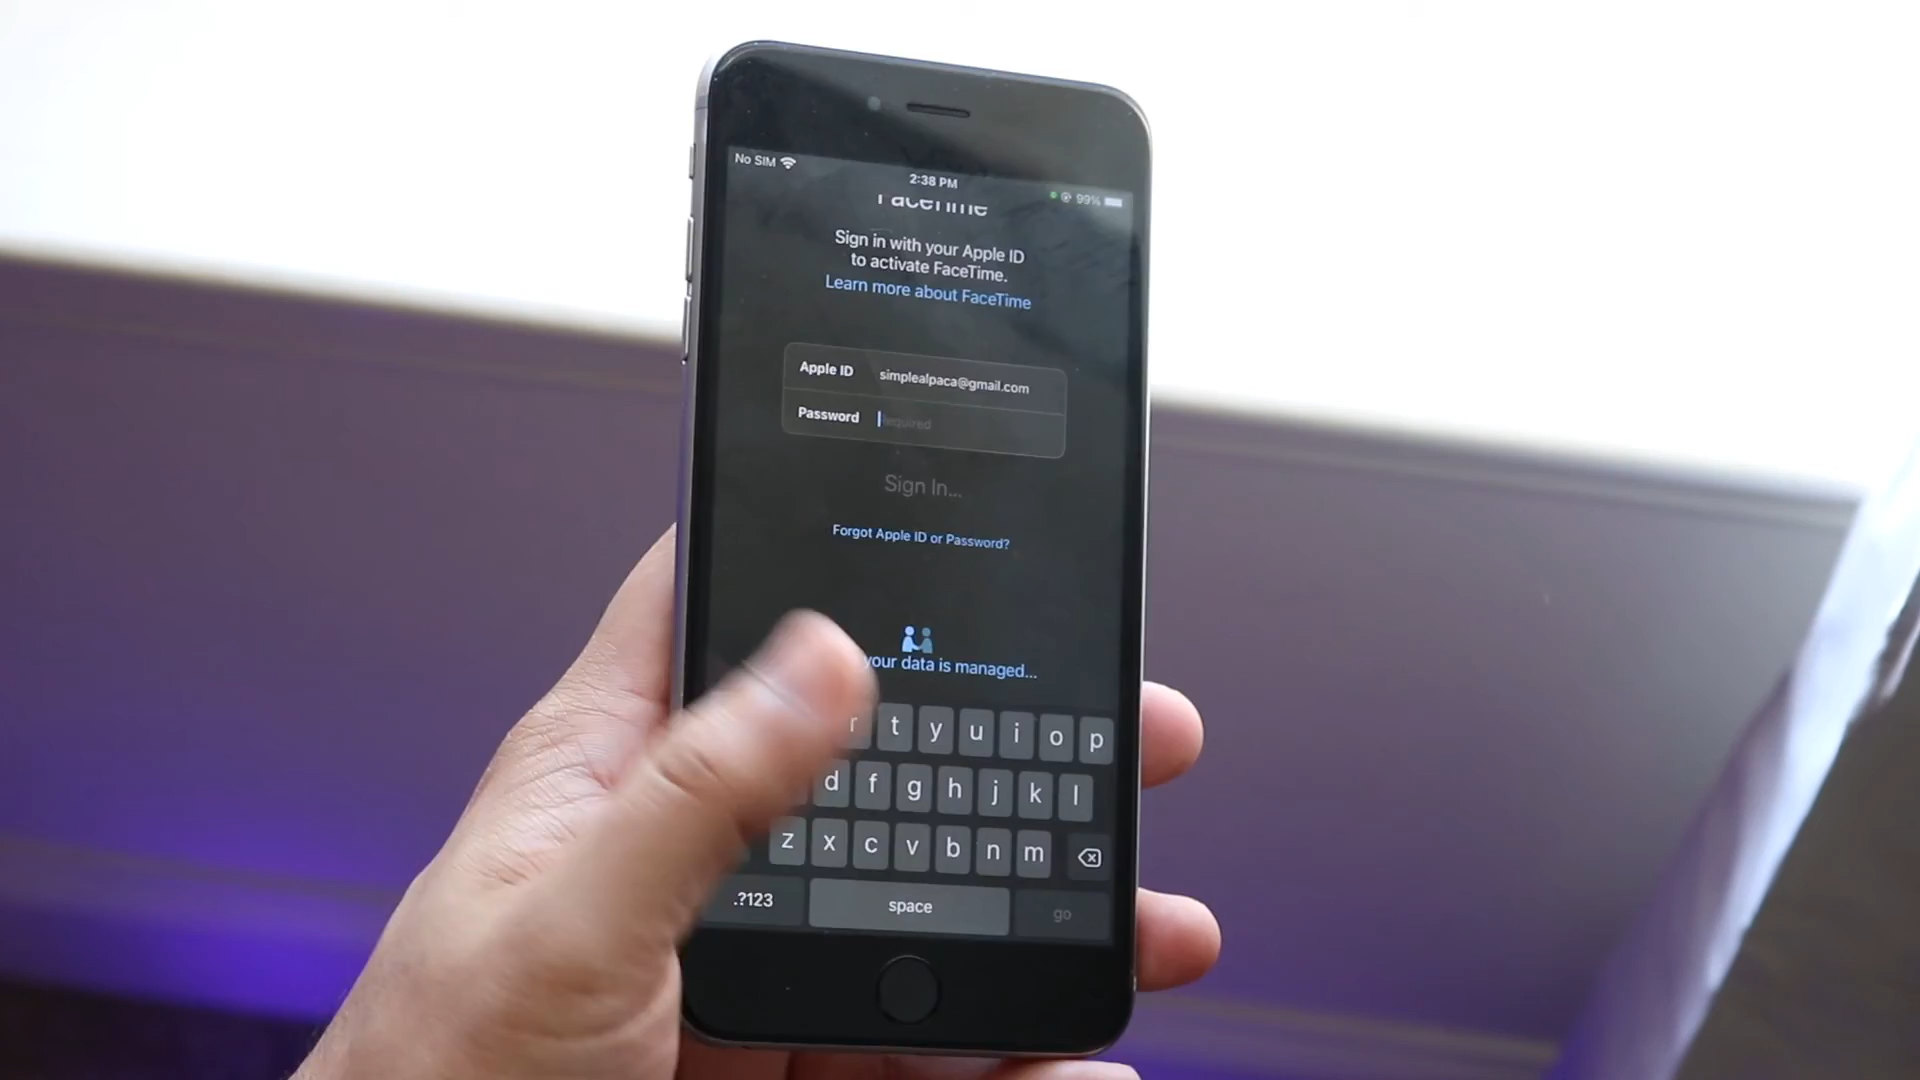 No SIM
2:38 PM
99%
FaceTime
Sign in with your Apple ID
to activate FaceTime.
Learn more about FaceTime
Apple ID simplealpaca@gmail.com
Password Required
Sign In...
Forgot Apple ID or Password?
your data is managed...
r t y u i o p
d f g h j k l
z x c v b n m
.?123 space go